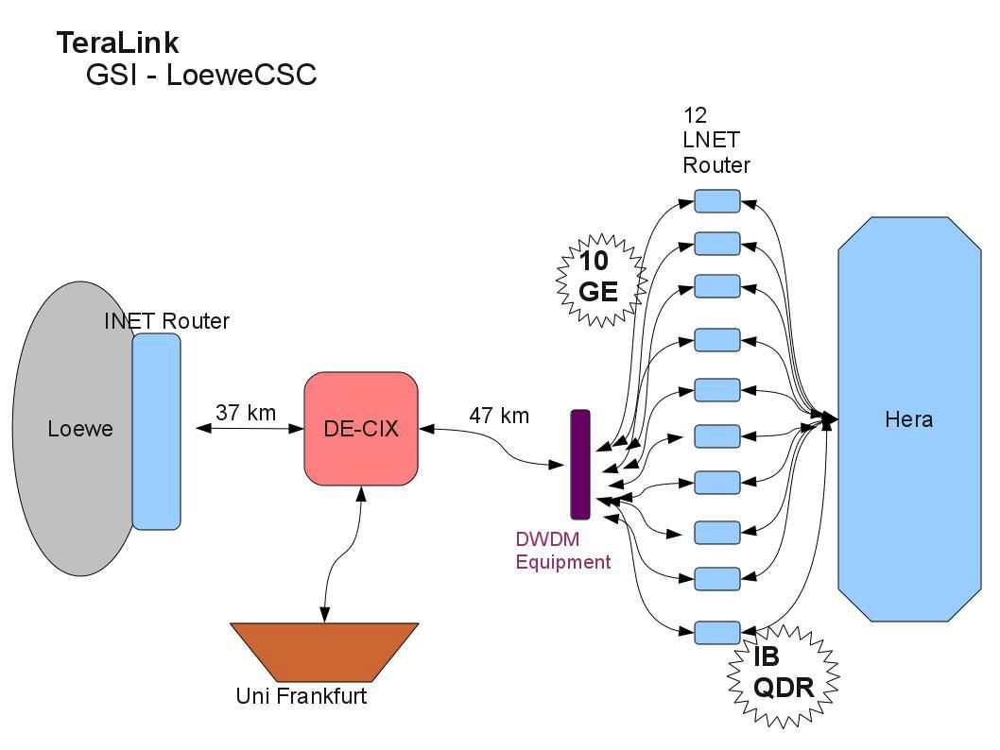 TeraLink
GSI - LoeweCSC
12
LNET
Router
10
GE
INET Router
Loewe
37 km
DE-CIX
47 km
Hera
DWDM
Equipment
IB
QDR
Uni Frankfurt